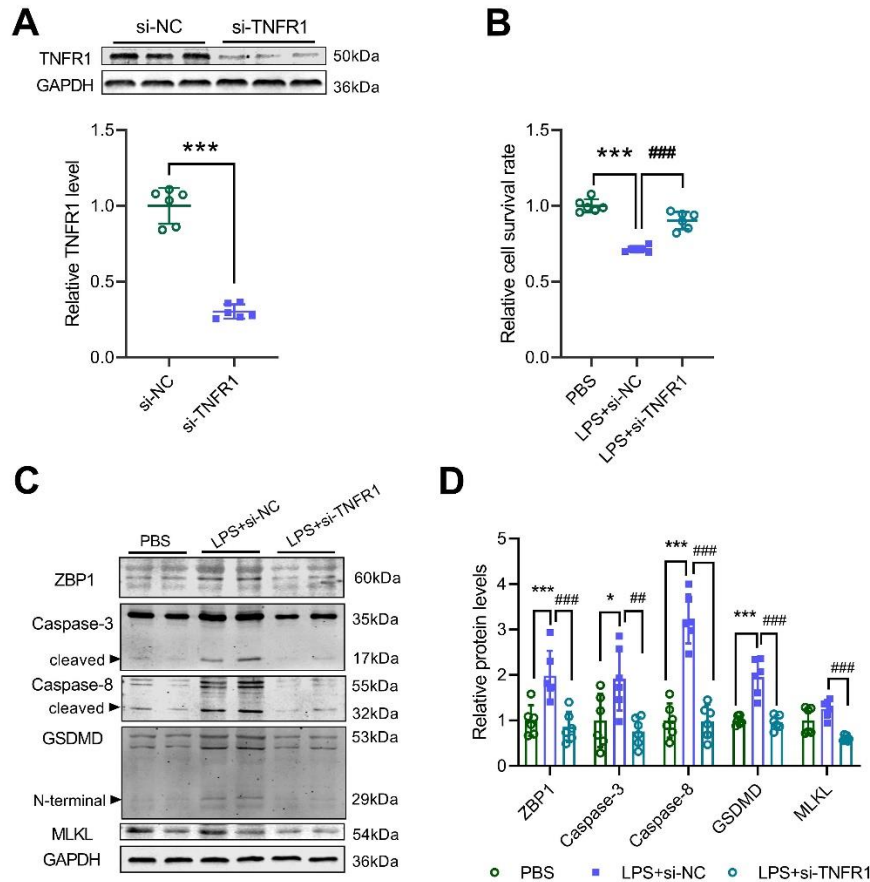 A
si-NC si-TNFR1
TNFR1 50kDa
GAPDH 36kDa
Relative TNFR1 level
1.5
1.0
0.5
0.0
***
si-NC
si-TNFR1
B
Relative cell survival rate
1.5
1.0
0.5
0.0
*** ###
PBS
LPS+si-NC
LPS+si-TNFR1
C
PBS LPS+si-NC LPS+si-TNFR1
ZBP1 60kDa
Caspase-3 35kDa
cleaved 17kDa
Caspase-8 55kDa
cleaved 32kDa
GSDMD 53kDa
N-terminal 29kDa
MLKL 54kDa
GAPDH 36kDa
D
Relative protein levels
5
4
3
2
1
0
*** ###
* ##
*** ###
*** ###
###
ZBP1
Caspase-3
Caspase-8
GSDMD
MLKL
PBS LPS+si-NC LPS+si-TNFR1